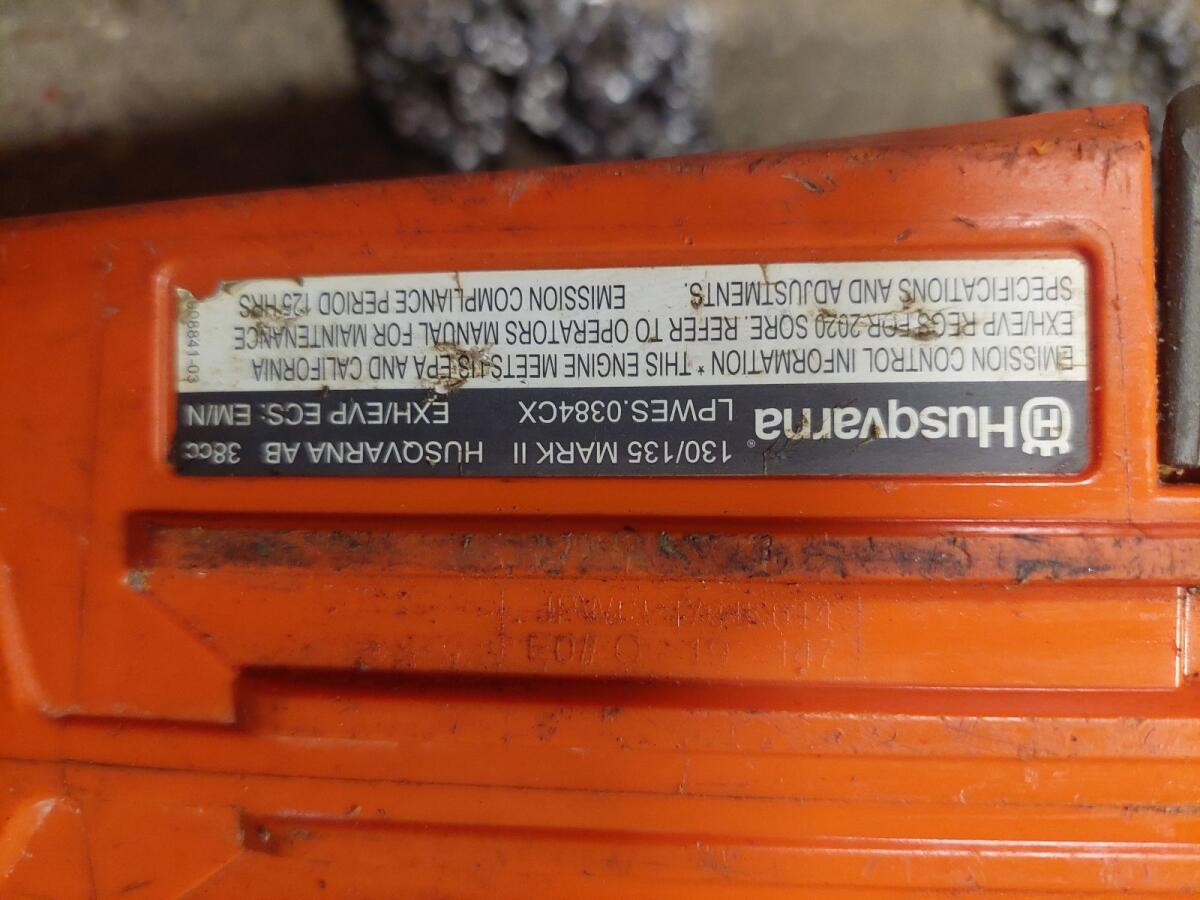 Husqvarna®
130/135 MARK II HUSQVARNA AB 38cc
LPWES.0384CX EXH/EVP ECS: EM/N
EMISSION CONTROL INFORMATION * THIS ENGINE MEETS US EPA AND CALIFORNIA
EXH/EVP REGS FOR 2020 SORE. REFER TO OPERATORS MANUAL FOR MAINTENANCE
SPECIFICATIONS AND ADJUSTMENTS. EMISSION COMPLIANCE PERIOD 125 HRS